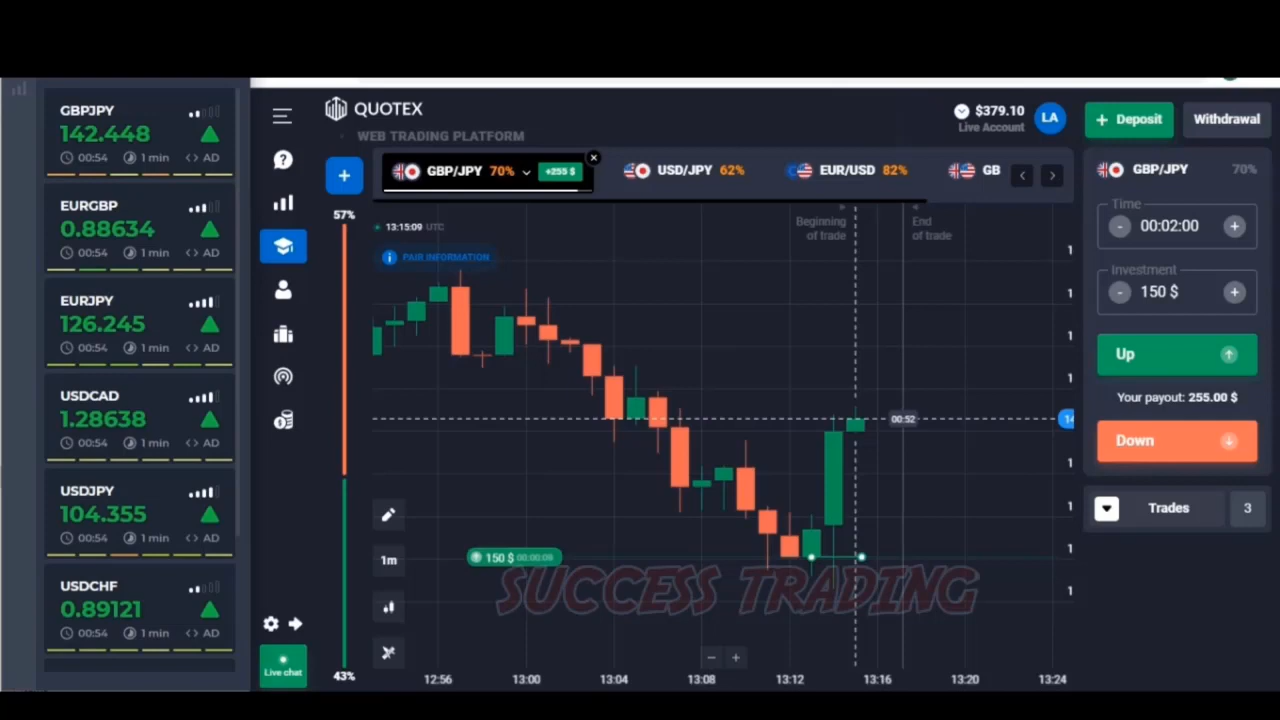 GBPJPY
142.448
00:54 1 min AD
EURGBP
0.88634
00:54 1 min AD
EURJPY
126.245
00:54 1 min AD
USDCAD
1.28638
00:54 1 min AD
USDJPY
104.355
00:54 1 min AD
USDCHF
0.89121
00:54 1 min AD
QUOTEX
WEB TRADING PLATFORM
$379.10
Live Account
LA
+ Deposit
Withdrawal
+
GBP/JPY 70% +255 $
USD/JPY 62%
EUR/USD 82%
GB
57%
13:15:09 UTC
PAIR INFORMATION
Beginning
of trade
End
of trade
00:52
150 $ 00:00:08
1m
SUCCESS TRADING
43%
12:56 13:00 13:04 13:08 13:12 13:16 13:20 13:24
Live chat
GBP/JPY 70%
Time
- 00:02:00 +
Investment
- 150 $ +
Up
Your payout: 255.00 $
Down
Trades 3